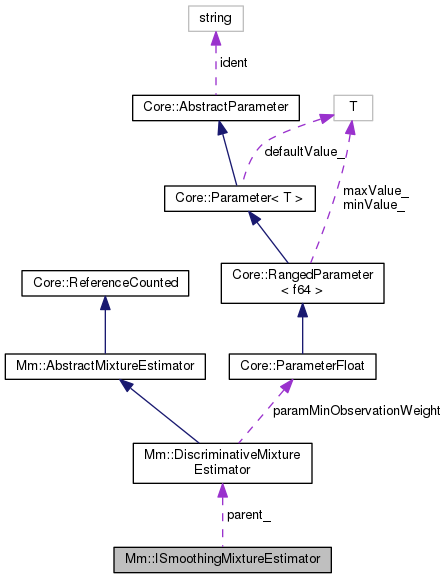 string
ident
Core::AbstractParameter
T
defaultValue_
Core::Parameter< T >
maxValue_
minValue_
Core::RangedParameter
< f64 >
Core::ReferenceCounted
Mm::AbstractMixtureEstimator
Core::ParameterFloat
paramMinObservationWeight
Mm::DiscriminativeMixture
Estimator
parent_
Mm::ISmoothingMixtureEstimator